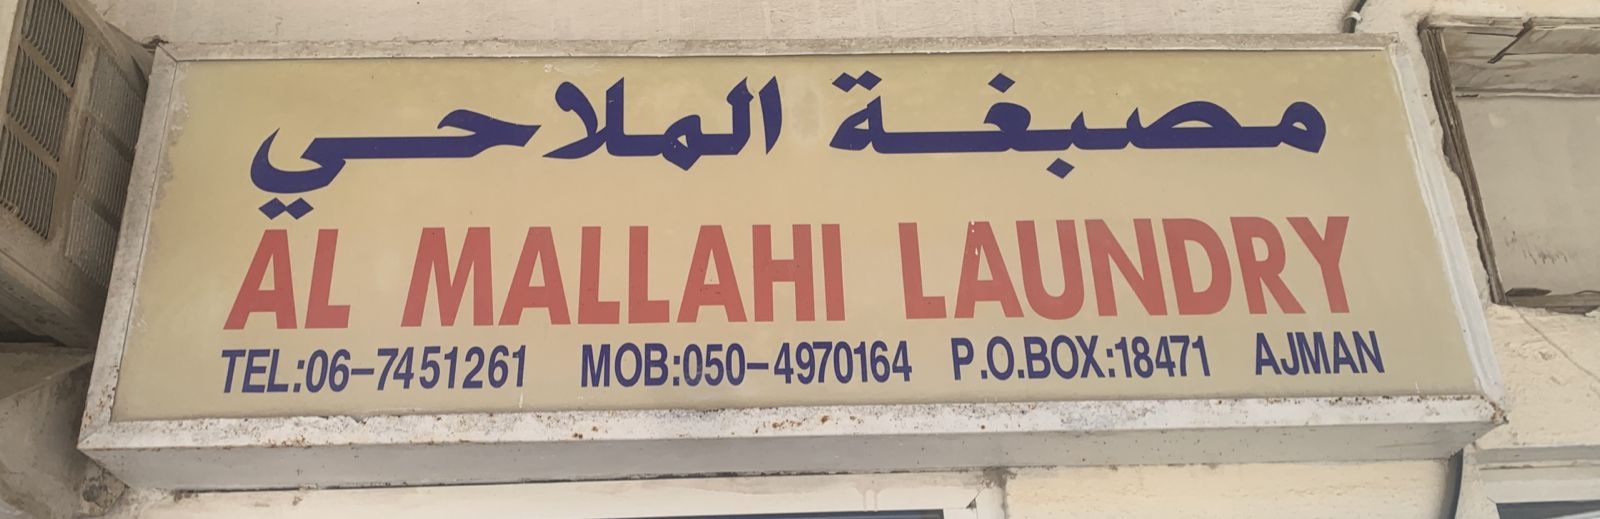 مصبغة الملاحي
AL MALLAHI LAUNDRY
TEL:06-7451261 MOB:050-4970164 P.O.BOX:18471 AJMAN